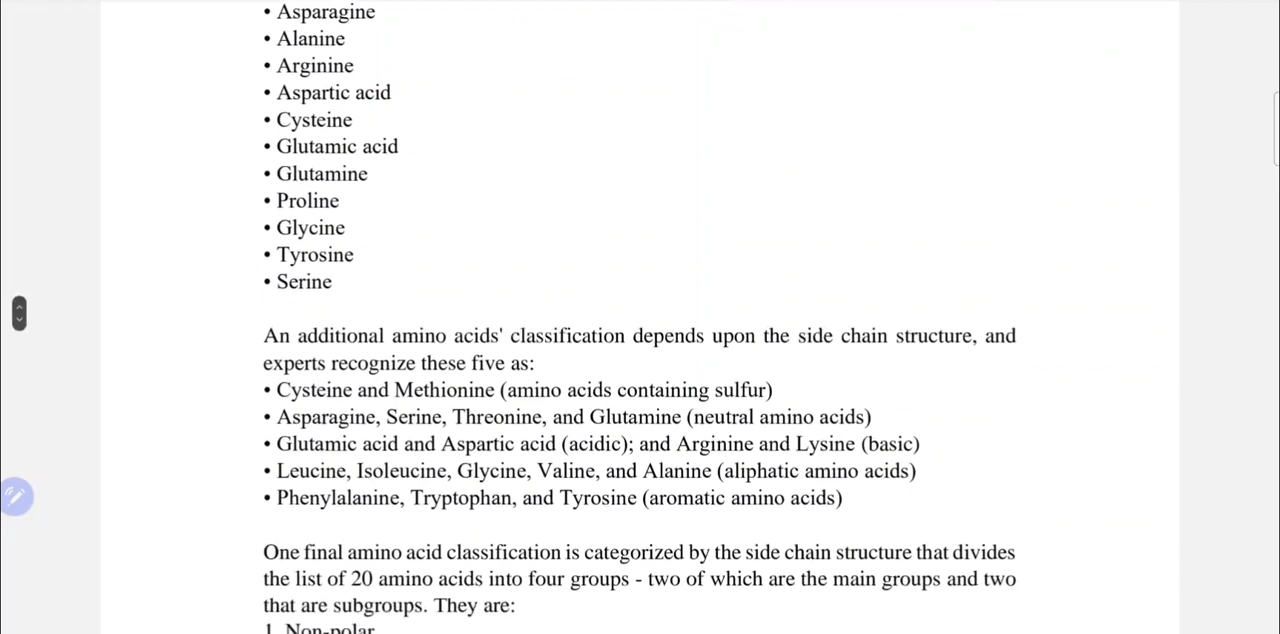 • Asparagine
• Alanine
• Arginine
• Aspartic acid
• Cysteine
• Glutamic acid
• Glutamine
• Proline
• Glycine
• Tyrosine
• Serine
An additional amino acids' classification depends upon the side chain structure, and
experts recognize these five as:
• Cysteine and Methionine (amino acids containing sulfur)
• Asparagine, Serine, Threonine, and Glutamine (neutral amino acids)
• Glutamic acid and Aspartic acid (acidic); and Arginine and Lysine (basic)
• Leucine, Isoleucine, Glycine, Valine, and Alanine (aliphatic amino acids)
• Phenylalanine, Tryptophan, and Tyrosine (aromatic amino acids)
One final amino acid classification is categorized by the side chain structure that divides
the list of 20 amino acids into four groups - two of which are the main groups and two
that are subgroups. They are:
1. Non-polar